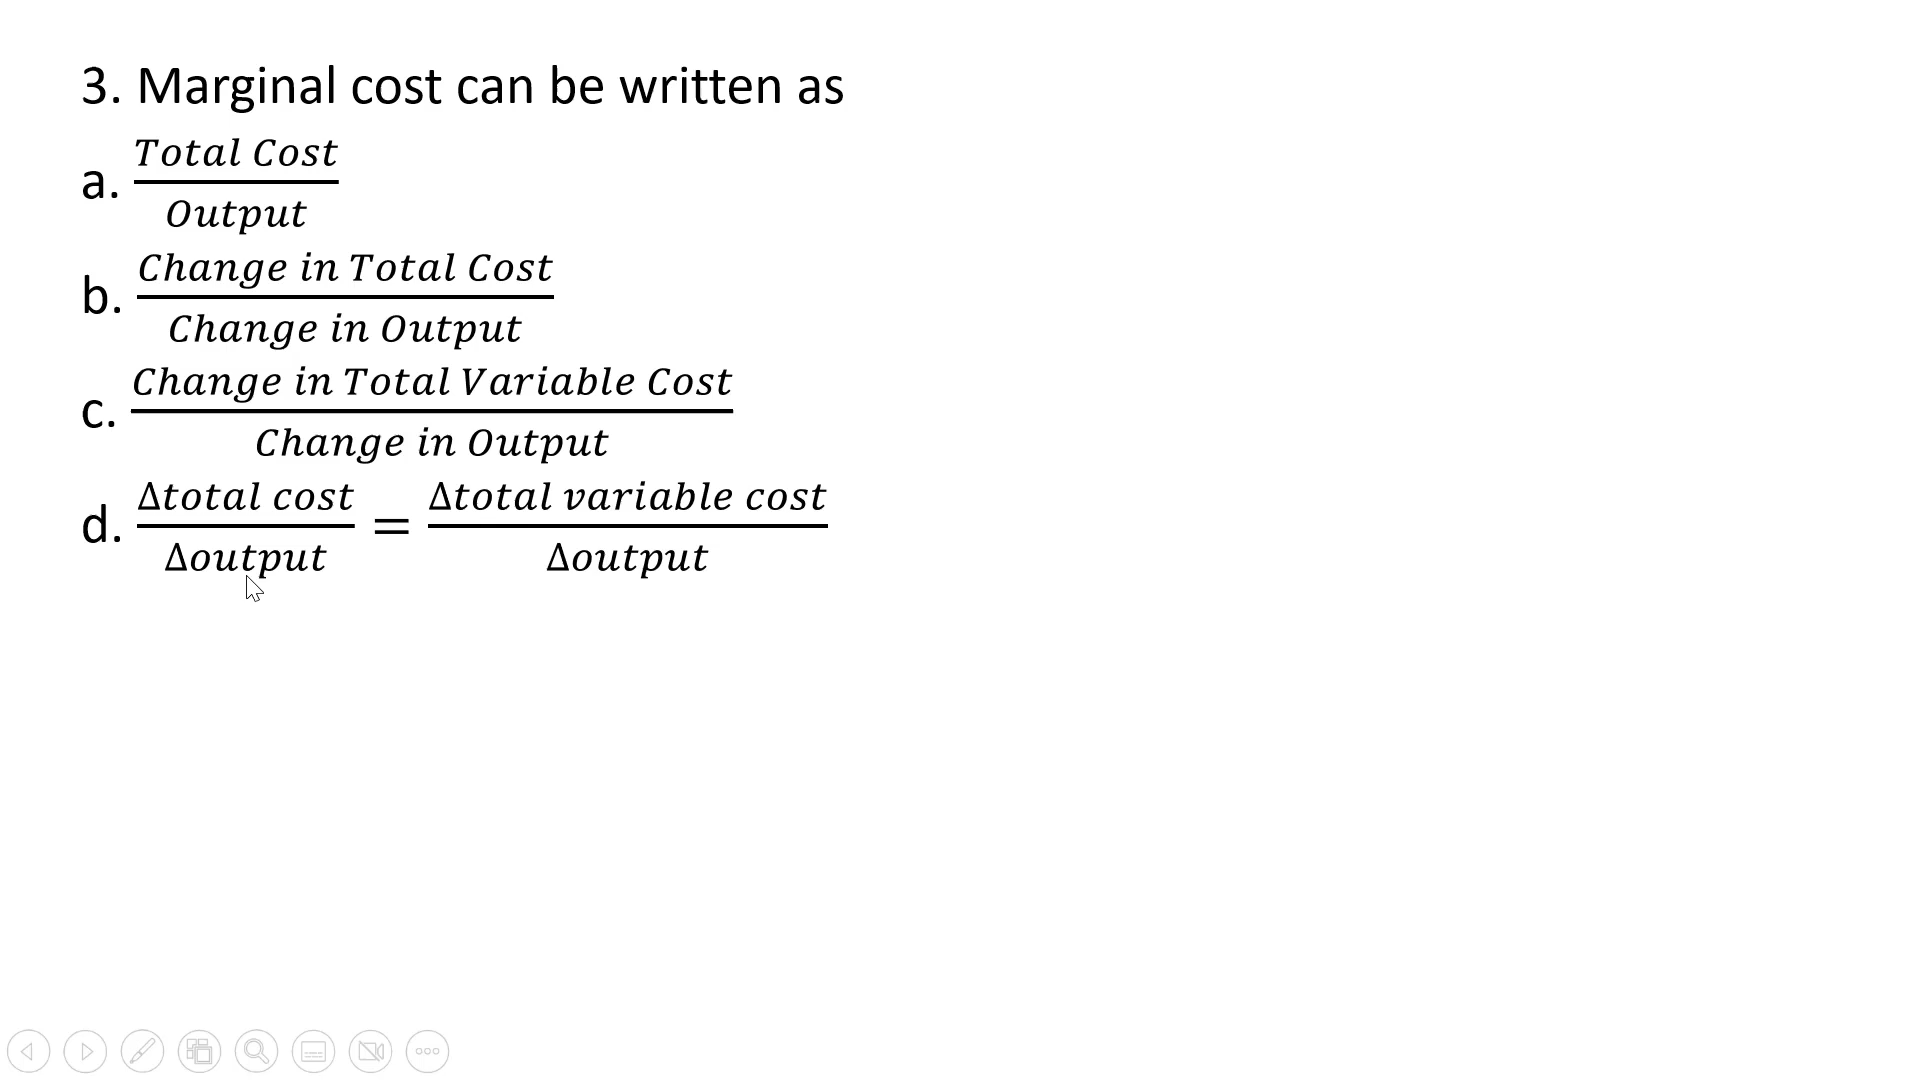 3. Marginal cost can be written as
a. Total Cost / Output
b. Change in Total Cost / Change in Output
c. Change in Total Variable Cost / Change in Output
d. Δtotal cost / Δoutput = Δtotal variable cost / Δoutput